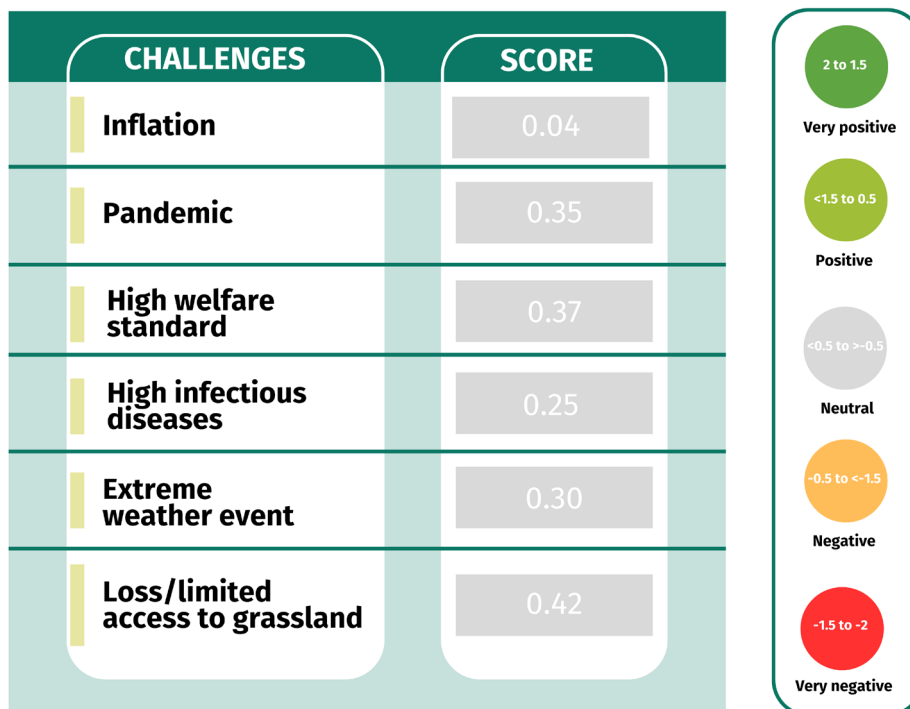 CHALLENGES SCORE
Inflation 0.04
Pandemic 0.35
High welfare
standard
0.37
High infectious
diseases
0.25
Extreme
weather event
0.30
Loss/limited
access to grassland
0.42
2 to 1.5
Very positive
<1.5 to 0.5
Positive
<0.5 to >-0.5
Neutral
-0.5 to <-1.5
Negative
-1.5 to -2
Very negative